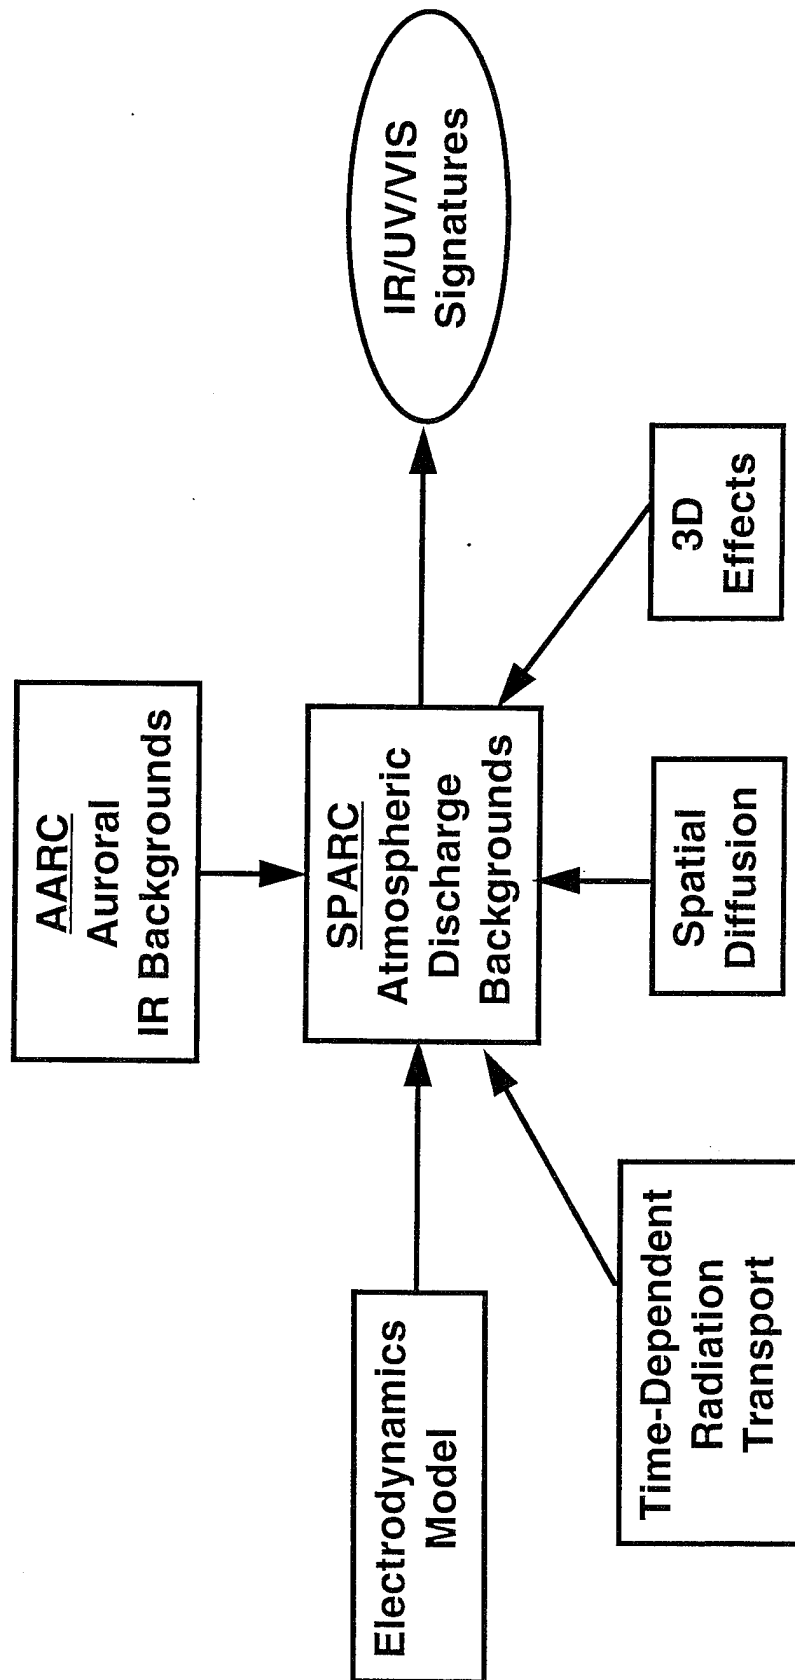 AARC
Auroral
IR Backgrounds
Electrodynamics
Model
SPARC
Atmospheric
Discharge
Backgrounds
IR/UV/VIS
Signatures
Time-Dependent
Radiation
Transport
Spatial
Diffusion
3D
Effects